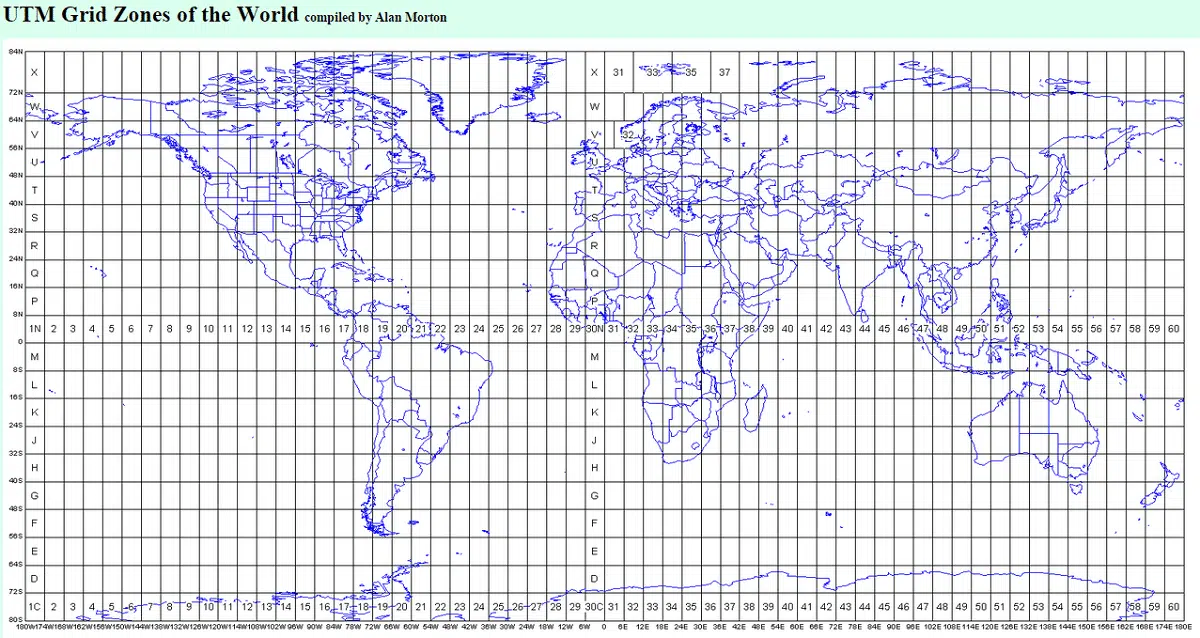 UTM Grid Zones of the World compiled by Alan Morton
84N
X X 31 33 35 37
72N
W W
64N
V V 32
56N
U U
48N
T T
40N
S S
32N
R R
24N
Q Q
16N
P P
8N
1N 2 3 4 5 6 7 8 9 10 11 12 13 14 15 16 17 18 19 20 21 22 23 24 25 26 27 28 29 30N 31 32 33 34 35 36 37 38 39 40 41 42 43 44 45 46 47 48 49 50 51 52 53 54 55 56 57 58 59 60
0
M M
8S
L L
16S
K K
24S
J J
32S
H H
40S
G G
48S
F F
56S
E E
64S
D D
72S
1C 2 3 4 5 6 7 8 9 10 11 12 13 14 15 16 17 18 19 20 21 22 23 24 25 26 27 28 29 30C 31 32 33 34 35 36 37 38 39 40 41 42 43 44 45 46 47 48 49 50 51 52 53 54 55 56 57 58 59 60
80S
180W 174W 168W 162W 156W 150W 144W 138W 132W 126W 120W 114W 108W 102W 96W 90W 84W 78W 72W 66W 60W 54W 48W 42W 36W 30W 24W 18W 12W 6W 0 6E 12E 18E 24E 30E 36E 42E 48E 54E 60E 66E 72E 78E 84E 90E 96E 102E 108E 114E 120E 126E 132E 138E 144E 150E 156E 162E 168E 174E 180E